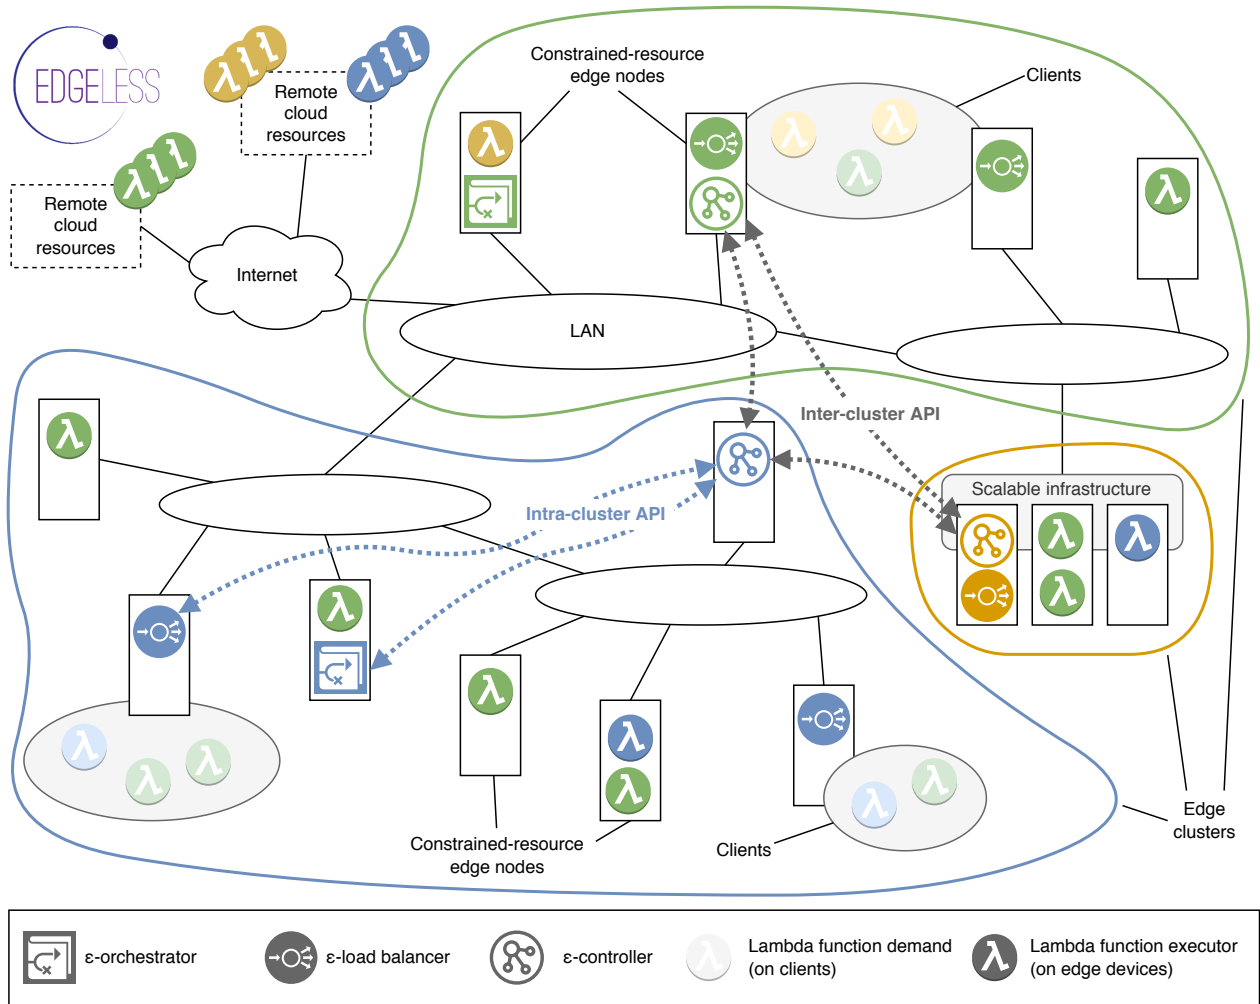 EDGELESS
Remote
cloud
resources
Remote
cloud
resources
Internet
Constrained-resource
edge nodes
Clients
LAN
Inter-cluster API
Scalable infrastructure
Intra-cluster API
Constrained-resource
edge nodes
Clients
Edge
clusters
ε-orchestrator
ε-load balancer
ε-controller
Lambda function demand
(on clients)
Lambda function executor
(on edge devices)